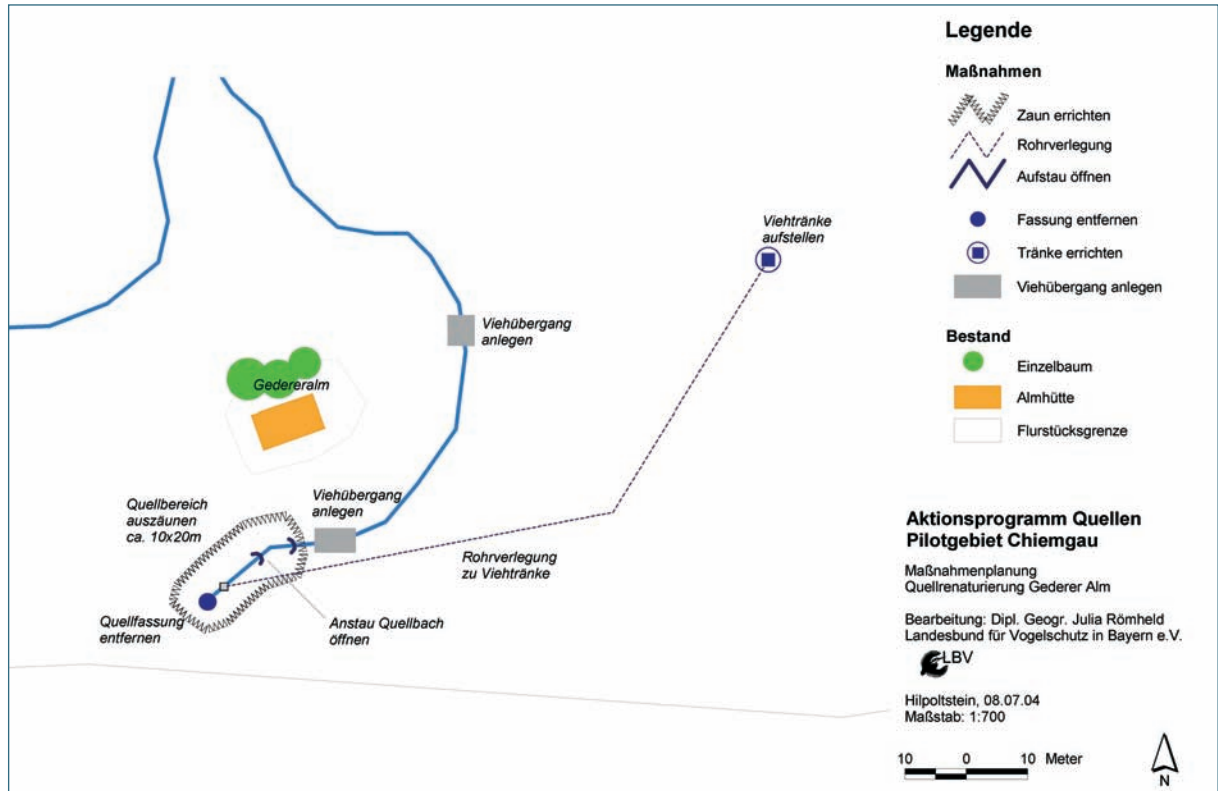 Legende
Maßnahmen
Zaun errichten
Rohrverlegung
Aufstau öffnen
Fassung entfernen
Tränke errichten
Viehübergang anlegen
Bestand
Einzelbaum
Almhütte
Flurstücksgrenze
Viehtränke
aufstellen
Viehübergang
anlegen
Gedereralm
Quellbereich
auszäunen
ca. 10x20m
Viehübergang
anlegen
Rohrverlegung
zu Viehtränke
Quellfassung
entfernen
Anstau Quellbach
öffnen
Aktionsprogramm Quellen
Pilotgebiet Chiemgau
Maßnahmenplanung
Quellrenaturierung Gederer Alm
Bearbeitung: Dipl. Geogr. Julia Römheld
Landesbund für Vogelschutz in Bayern e.V.
LBV
Hilpoltstein, 08.07.04
Maßstab: 1:700
10 0 10 Meter
N